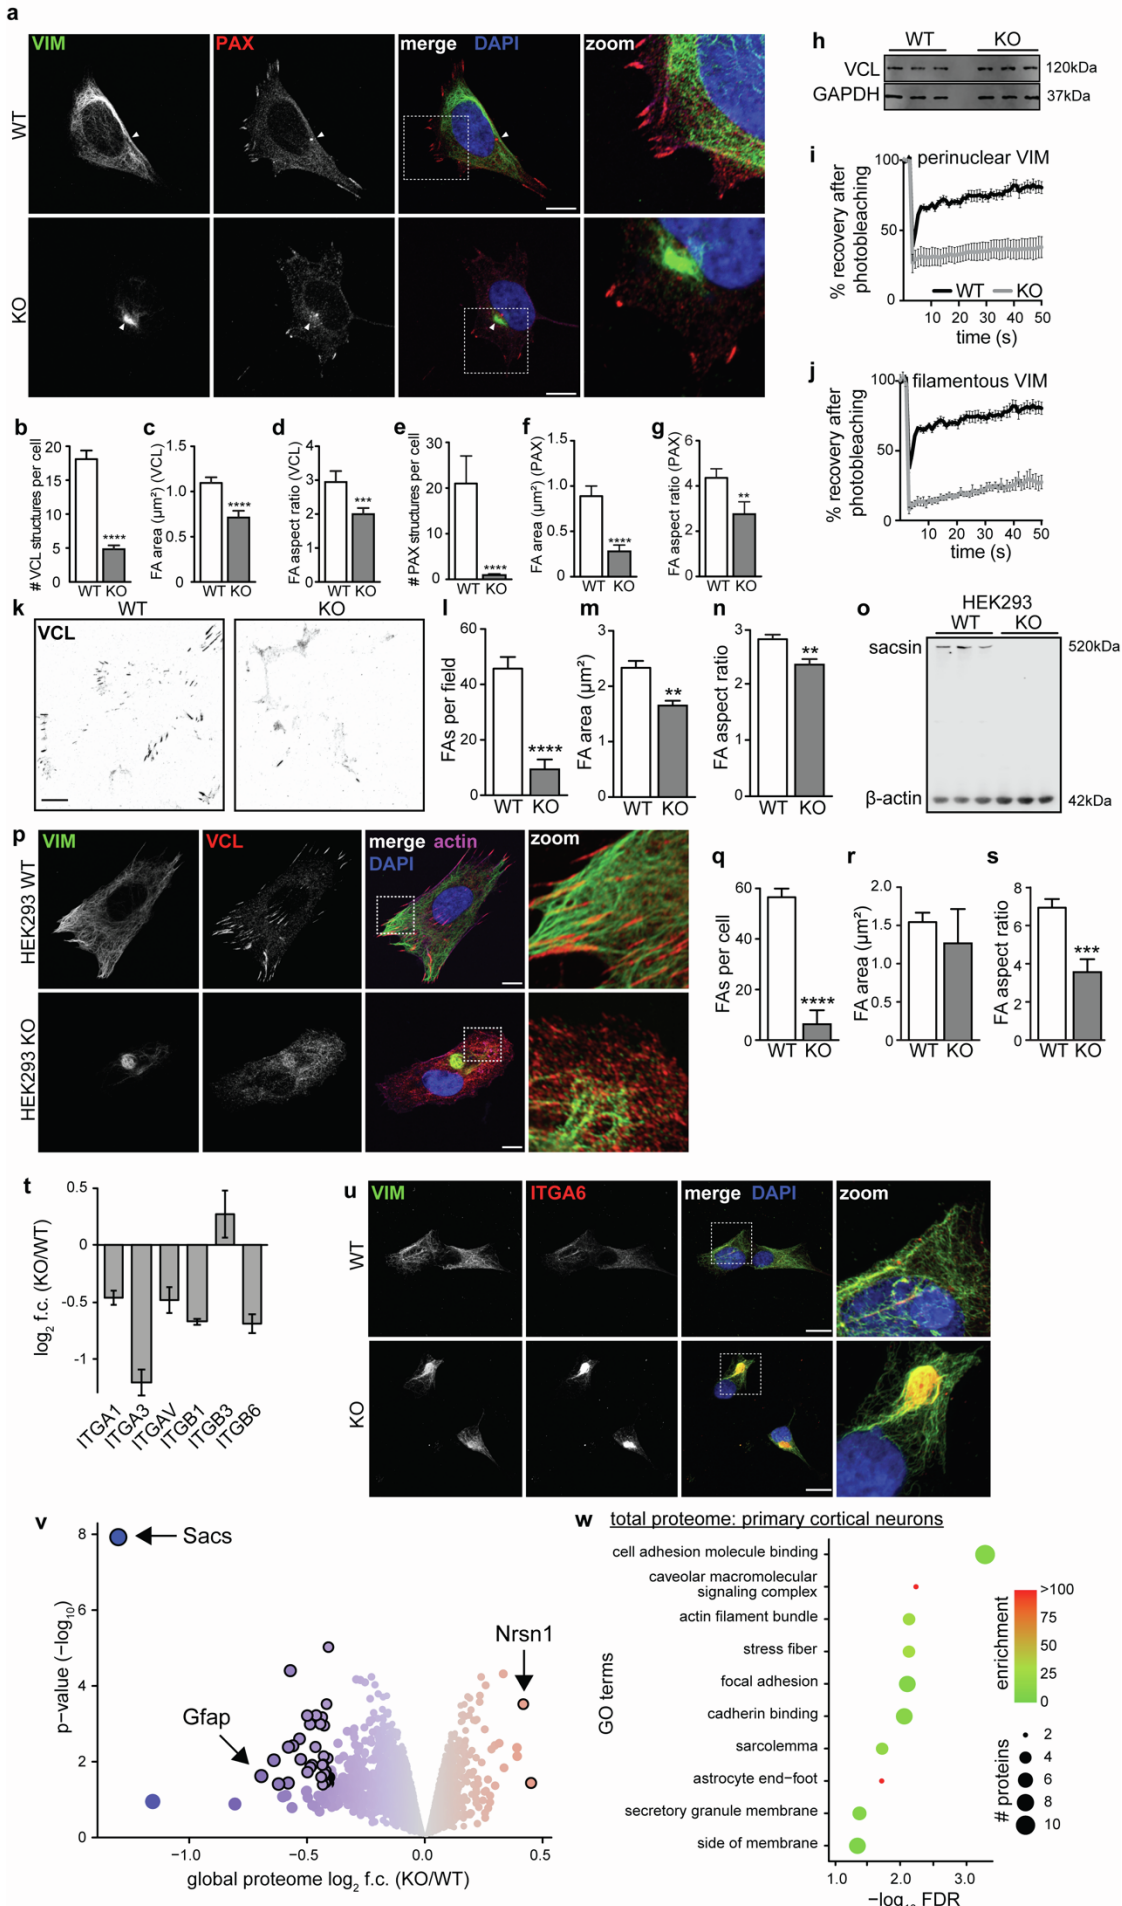 a
VIM
PAX
merge DAPI
zoom
WT
KO
h
WT KO
VCL 120kDa
GAPDH 37kDa
i
perinuclear VIM
% recovery after
photobleaching
100
50
0
WT KO
10 20 30 40 50
time (s)
j
filamentous VIM
% recovery after
photobleaching
100
50
0
10 20 30 40 50
time (s)
b
# VCL structures per cell
20
15
10
5
0
****
WT KO
c
FA area (µm²) (VCL)
1.5
1.0
0.5
0
****
WT KO
d
FA aspect ratio (VCL)
4
3
2
1
0
***
WT KO
e
# PAX structures per cell
30
20
10
0
****
WT KO
f
FA area (µm²) (PAX)
1.5
1.0
0.5
0
****
WT KO
g
FA aspect ratio (PAX)
6
4
2
0
**
WT KO
k
WT
KO
VCL
l
FAs per field
60
40
20
0
****
WT KO
m
FA area (µm²)
3
2
1
0
**
WT KO
n
FA aspect ratio
3
2
1
0
**
WT KO
o
HEK293
WT KO
sacsin 520kDa
β-actin 42kDa
p
VIM
VCL
merge actin
DAPI
zoom
HEK293 WT
HEK293 KO
q
FAs per cell
60
40
20
0
****
WT KO
r
FA area (µm²)
2.0
1.5
1.0
0.5
0
WT KO
s
FA aspect ratio
8
6
4
2
0
***
WT KO
t
log2 f.c. (KO/WT)
0.5
0
-0.5
-1
ITGA1
ITGA3
ITGAV
ITGB1
ITGB3
ITGB6
u
VIM
ITGA6
merge DAPI
zoom
WT
KO
v
p-value (−log10)
8
6
4
2
0
Sacs
Nrsn1
Gfap
−1.0 −0.5 0.0 0.5
global proteome log2 f.c. (KO/WT)
w
total proteome: primary cortical neurons
GO terms
cell adhesion molecule binding
caveolar macromolecular
signaling complex
actin filament bundle
stress fiber
focal adhesion
cadherin binding
sarcolemma
astrocyte end−foot
secretory granule membrane
side of membrane
1.0 2.0 3.0
−log10 FDR
enrichment
>100
75
50
25
0
# proteins
2
4
6
8
10